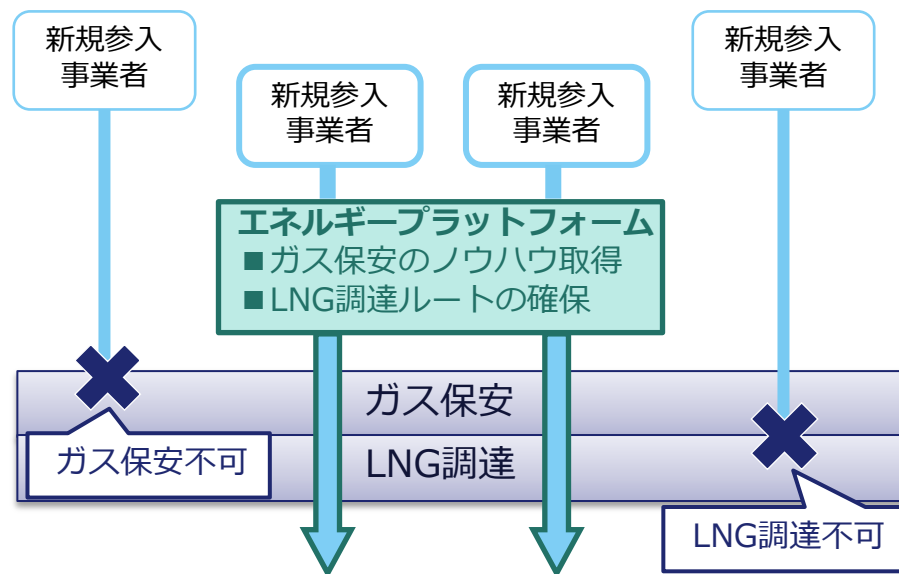 新規参入
事業者
新規参入
事業者
新規参入
事業者
新規参入
事業者
エネルギープラットフォーム
■ガス保安のノウハウ取得
■LNG調達ルートの確保
ガス保安
ガス保安不可
LNG調達
LNG調達不可